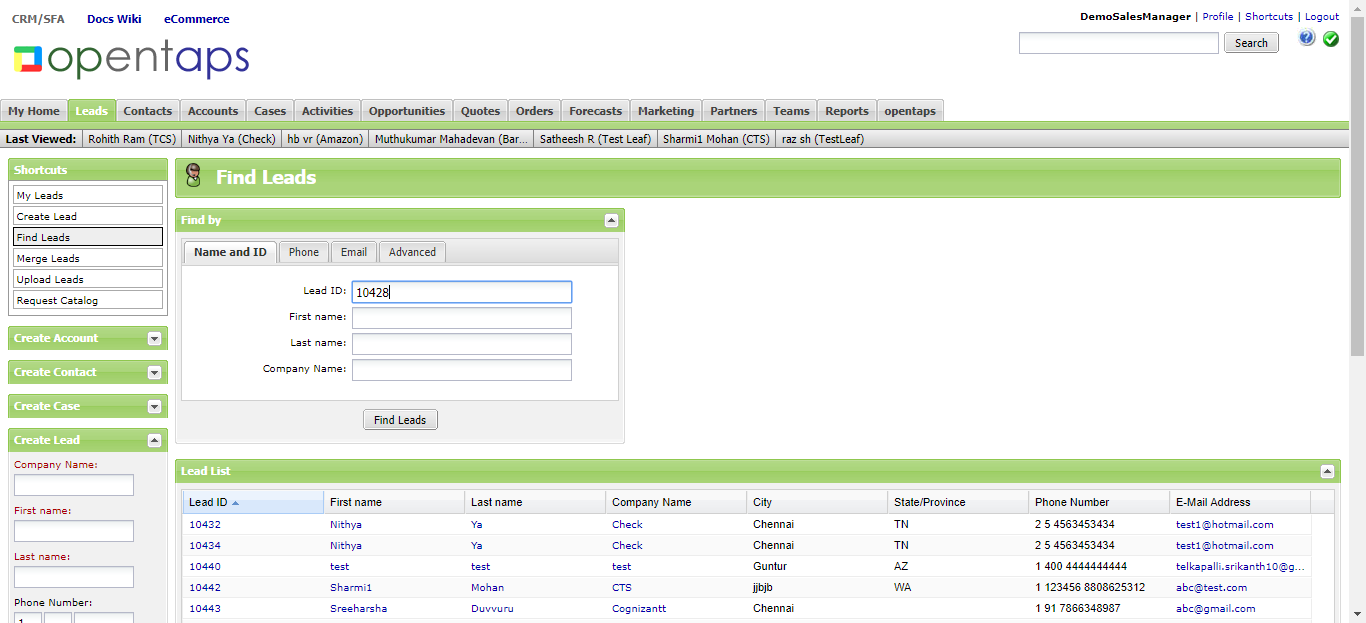 CRM/SFA Docs Wiki eCommerce
DemoSalesManager | Profile | Shortcuts | Logout
opentaps
Search
?
My Home Leads Contacts Accounts Cases Activities Opportunities Quotes Orders Forecasts Marketing Partners Teams Reports opentaps
Last Viewed: Rohith Ram (TCS) Nithya Ya (Check) hb vr (Amazon) Muthukumar Mahadevan (Bar... Satheesh R (Test Leaf) Sharmi1 Mohan (CTS) raz sh (TestLeaf)
Shortcuts
My Leads
Create Lead
Find Leads
Merge Leads
Upload Leads
Request Catalog
Create Account
Create Contact
Create Case
Create Lead
Company Name:
First name:
Last name:
Phone Number:
1
Find Leads
Find by
Name and ID Phone Email Advanced
Lead ID: 10428
First name:
Last name:
Company Name:
Find Leads
Lead List
Lead ID First name Last name Company Name City State/Province Phone Number E-Mail Address
10432 Nithya Ya Check Chennai TN 2 5 4563453434 test1@hotmail.com
10434 Nithya Ya Check Chennai TN 2 5 4563453434 test1@hotmail.com
10440 test test test Guntur AZ 1 400 4444444444 telkapalli.srikanth10@g...
10442 Sharmi1 Mohan CTS jjbjb WA 1 123456 8808625312 abc@test.com
10443 Sreeharsha Duvvuru Cognizantt Chennai 1 91 7866348987 abc@gmail.com